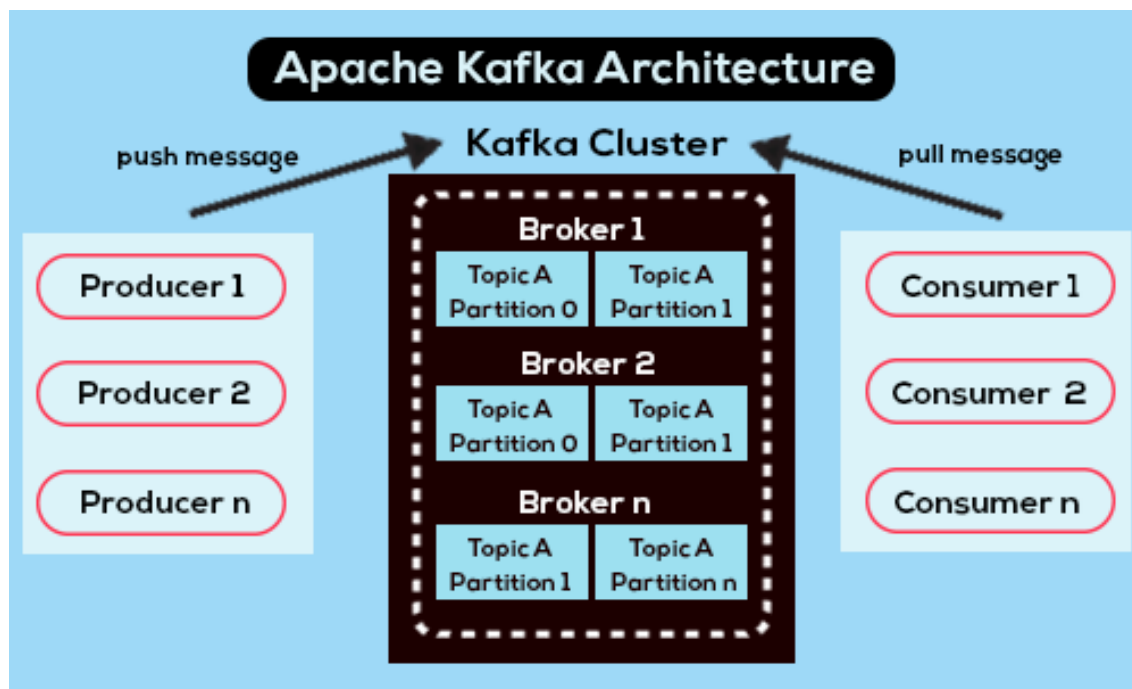 Apache Kafka Architecture
push message
Kafka Cluster
pull message
Producer 1
Producer 2
Producer n
Broker 1
Topic A
Partition 0
Topic A
Partition 1
Broker 2
Topic A
Partition 0
Topic A
Partition 1
Broker n
Topic A
Partition 1
Topic A
Partition n
Consumer 1
Consumer 2
Consumer n